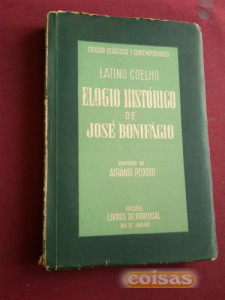 COLEÇÃO CLÁSSICOS E CONTEMPORÂNEOS
LATINO COELHO
ELOGIO HISTÓRICO
DE
JOSÉ BONIFÁCIO
PREFÁCIO DE
AFRÂNIO PEIXOTO
EDIÇÕES
LIVROS DE PORTUGAL
RIO DE JANEIRO
coisas